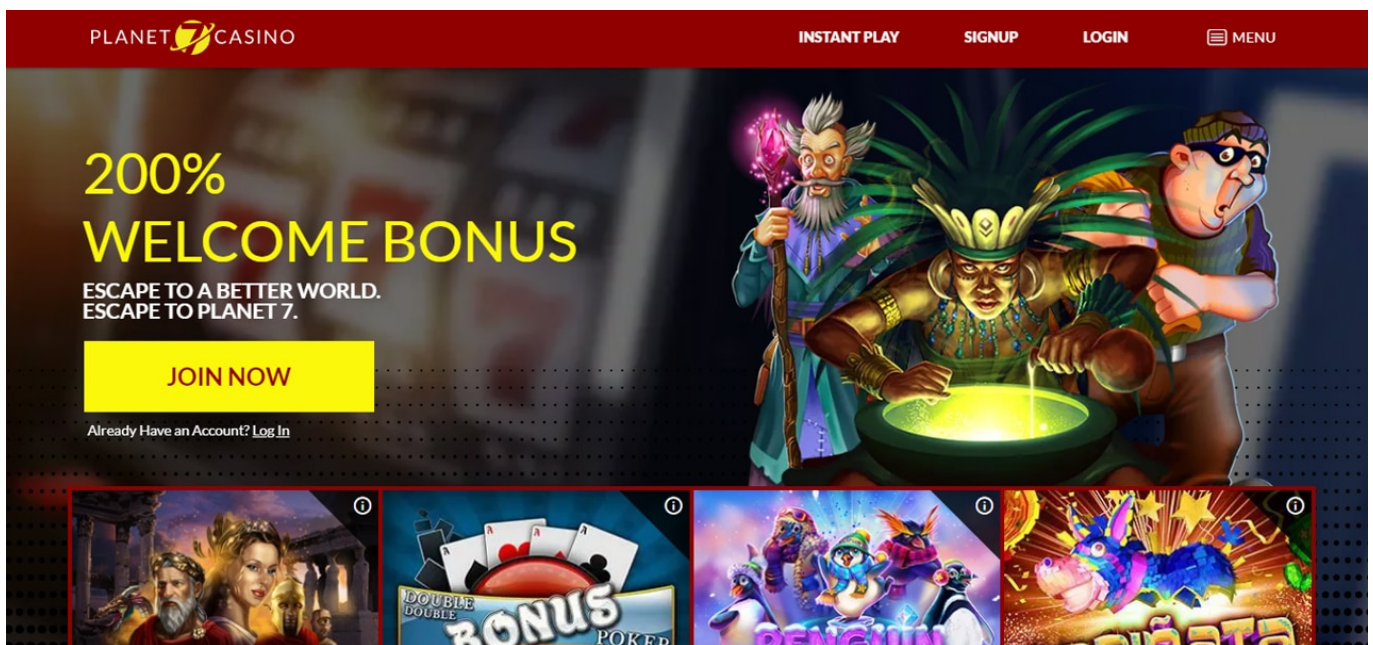 PLANET 7 CASINO
INSTANT PLAY
SIGNUP
LOGIN
MENU
200%
WELCOME BONUS
ESCAPE TO A BETTER WORLD.
ESCAPE TO PLANET 7.
JOIN NOW
Already Have an Account? Log In
A A A A
DOUBLE
DOUBLE
BONUS
POKER
PENGUIN